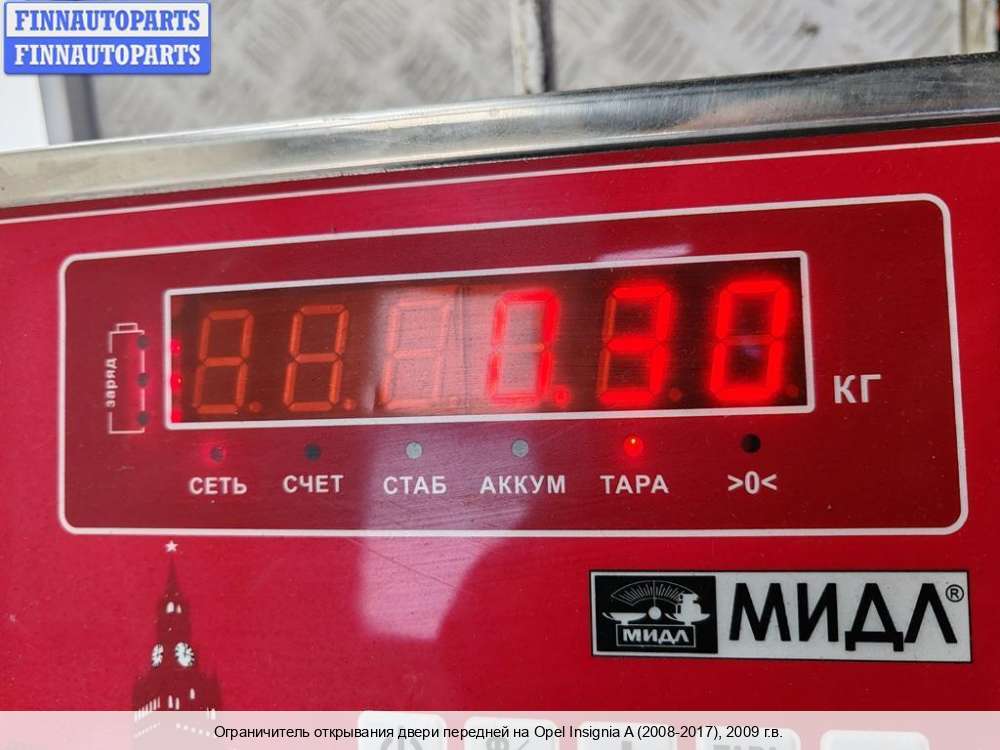 FINNAUTOPARTS
FINNAUTOPARTS
0.30
КГ
заряд
СЕТЬ СЧЕТ СТАБ АККУМ ТАРА >0<
МИДЛ МИДЛ®
Ограничитель открывания двери передней на Opel Insignia A (2008-2017), 2009 г.в.